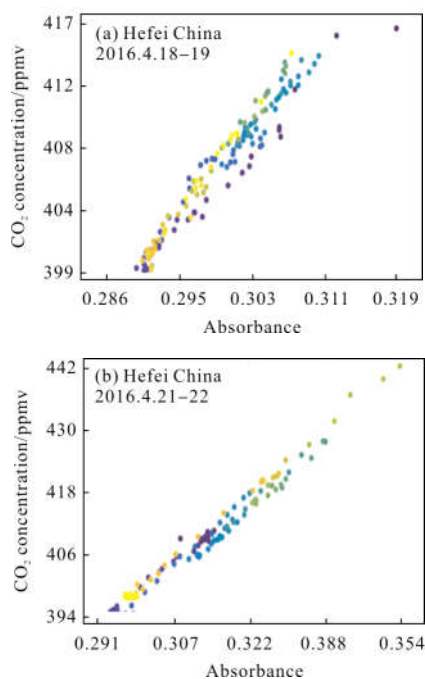 417
(a) Hefei China
2016.4.18–19
412
408
404
399
CO₂ concentration/ppmv
0.286 0.295 0.303 0.311 0.319
Absorbance
442
(b) Hefei China
2016.4.21–22
430
418
406
394
CO₂ concentration/ppmv
0.291 0.307 0.322 0.388 0.354
Absorbance